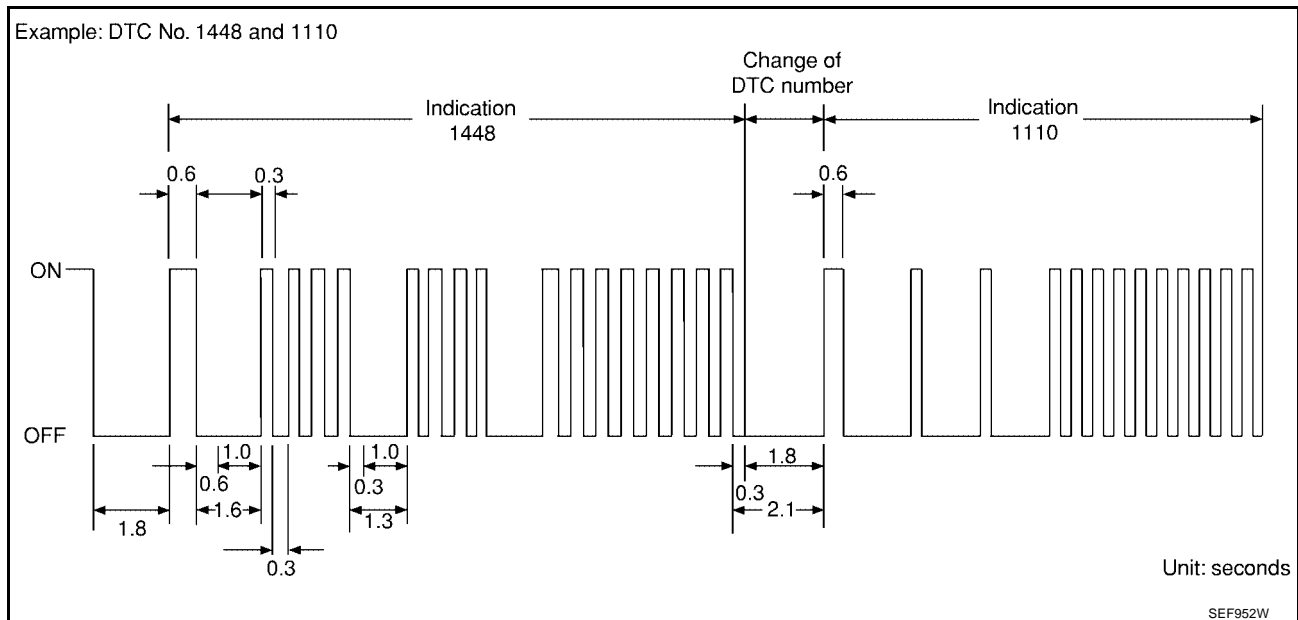 Example: DTC No. 1448 and 1110
Change of
DTC number
Indication
1448
Indication
1110
0.6
0.3
0.6
ON
OFF
1.0
0.6
1.6
1.8
0.3
1.0
0.3
1.3
1.8
0.3
2.1
Unit: seconds
SEF952W